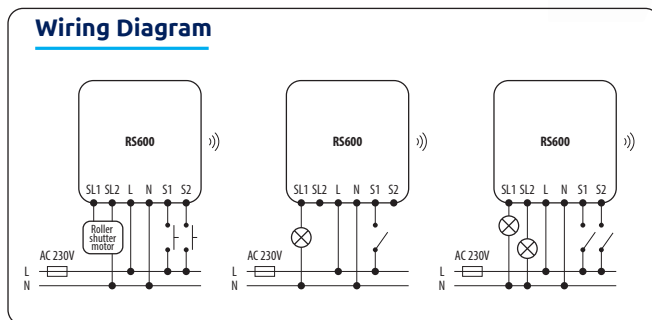 Wiring Diagram
RS600
SL1 SL2 L N S1 S2
Roller
shutter
motor
AC 230V
L
N
RS600
SL1 SL2 L N S1 S2
AC 230V
L
N
RS600
SL1 SL2 L N S1 S2
AC 230V
L
N